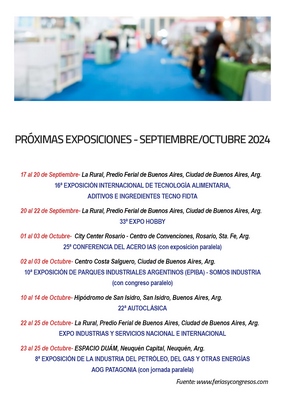 PRÓXIMAS EXPOSICIONES - SEPTIEMBRE/OCTUBRE 2024
17 al 20 de Septiembre- La Rural, Predio Ferial de Buenos Aires, Ciudad de Buenos Aires, Arg.
16ª EXPOSICIÓN INTERNACIONAL DE TECNOLOGÍA ALIMENTARIA,
ADITIVOS E INGREDIENTES TECNO FIDTA
20 al 22 de Septiembre- La Rural, Predio Ferial de Buenos Aires, Ciudad de Buenos Aires, Arg.
33ª EXPO HOBBY
01 al 03 de Octubre- City Center Rosario - Centro de Convenciones, Rosario, Sta. Fe, Arg.
25ª CONFERENCIA DEL ACERO IAS (con exposición paralela)
02 al 03 de Octubre- Centro Costa Salguero, Ciudad de Buenos Aires, Arg.
10ª EXPOSICIÓN DE PARQUES INDUSTRIALES ARGENTINOS (EPIBA) - SOMOS INDUSTRIA
(con congreso paralelo)
10 al 14 de Octubre- Hipódromo de San Isidro, San Isidro, Buenos Aires, Arg.
22ª AUTOCLÁSICA
22 al 25 de Octubre- La Rural, Predio Ferial de Buenos Aires, Ciudad de Buenos Aires, Arg.
EXPO INDUSTRIAS Y SERVICIOS NACIONAL E INTERNACIONAL
23 al 25 de Octubre- ESPACIO DUAM, Neuquén Capital, Neuquén, Arg.
8ª EXPOSICIÓN DE LA INDUSTRIA DEL PETRÓLEO, DEL GAS Y OTRAS ENERGÍAS
AOG PATAGONIA (con jornada paralela)
Fuente: www.feriasycongresos.com